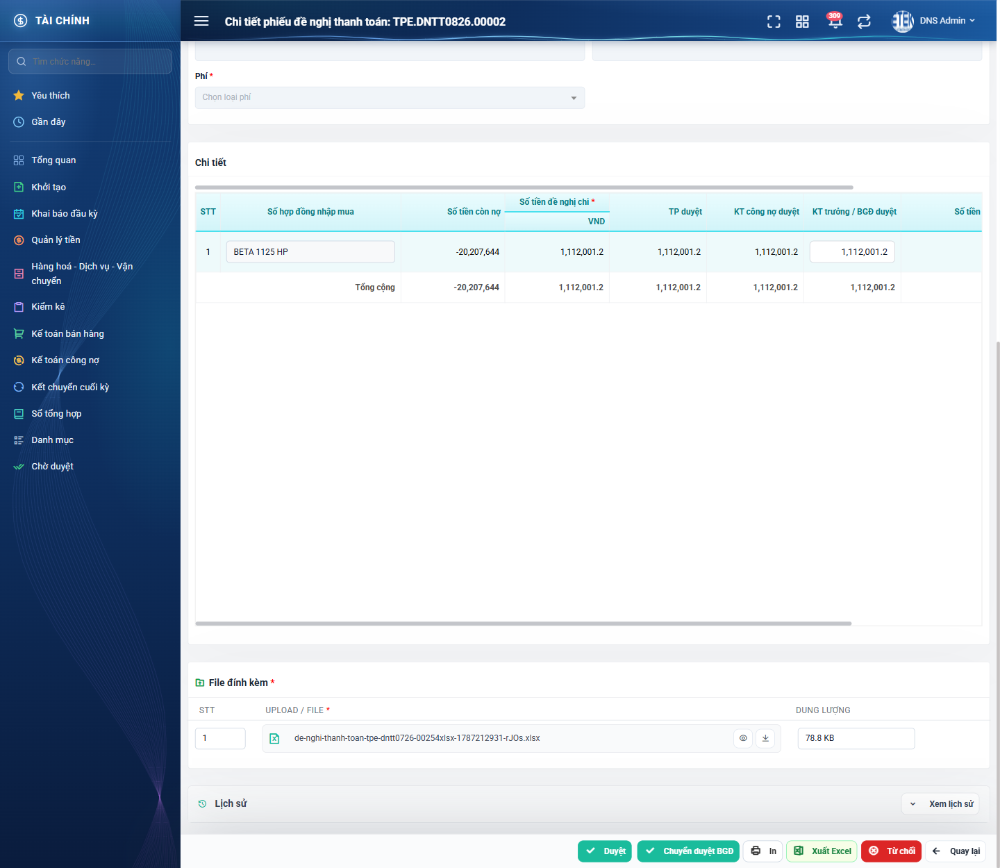 TÀI CHÍNH
Chi tiết phiếu đề nghị thanh toán: TPE.DNTT0826.00002
309
DNS Admin
Tìm chức năng...
Yêu thích
Gần đây
Tổng quan
Khởi tạo
Khai báo đầu kỳ
Quản lý tiền
Hàng hoá - Dịch vụ - Vận
chuyển
Kiểm kê
Kế toán bán hàng
Kế toán công nợ
Kết chuyển cuối kỳ
Sổ tổng hợp
Danh mục
Chờ duyệt
Phí *
Chọn loại phí
Chi tiết
STT Số hợp đồng nhập mua Số tiền còn nợ Số tiền đề nghị chi * TP duyệt KT công nợ duyệt KT trưởng / BGĐ duyệt Số tiền
VND
1 BETA 1125 HP -20,207,644 1,112,001.2 1,112,001.2 1,112,001.2 1,112,001.2
Tổng cộng -20,207,644 1,112,001.2 1,112,001.2 1,112,001.2 1,112,001.2
File đính kèm *
STT UPLOAD / FILE * DUNG LƯỢNG
1 de-nghi-thanh-toan-tpe-dntt0726-00254xlsx-1787212931-rJOs.xlsx 78.8 KB
Lịch sử Xem lịch sử
Duyệt Chuyển duyệt BGĐ In Xuất Excel Từ chối Quay lại